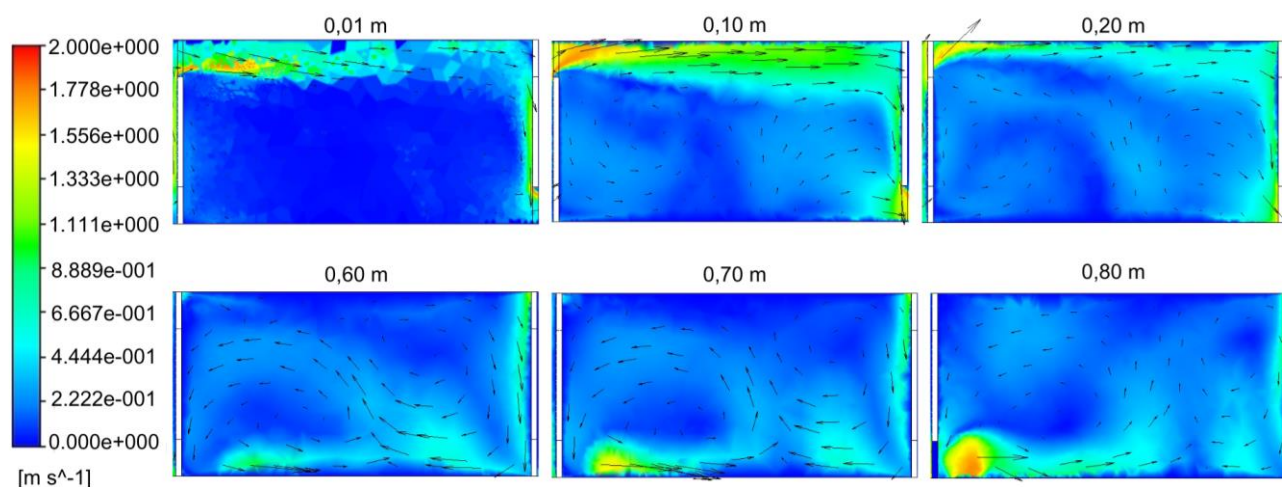 0,01 m
0,10 m
0,20 m
2.000e+000
1.778e+000
1.556e+000
1.333e+000
1.111e+000
8.889e-001
6.667e-001
4.444e-001
2.222e-001
0.000e+000
[m s^-1]
0,60 m
0,70 m
0,80 m